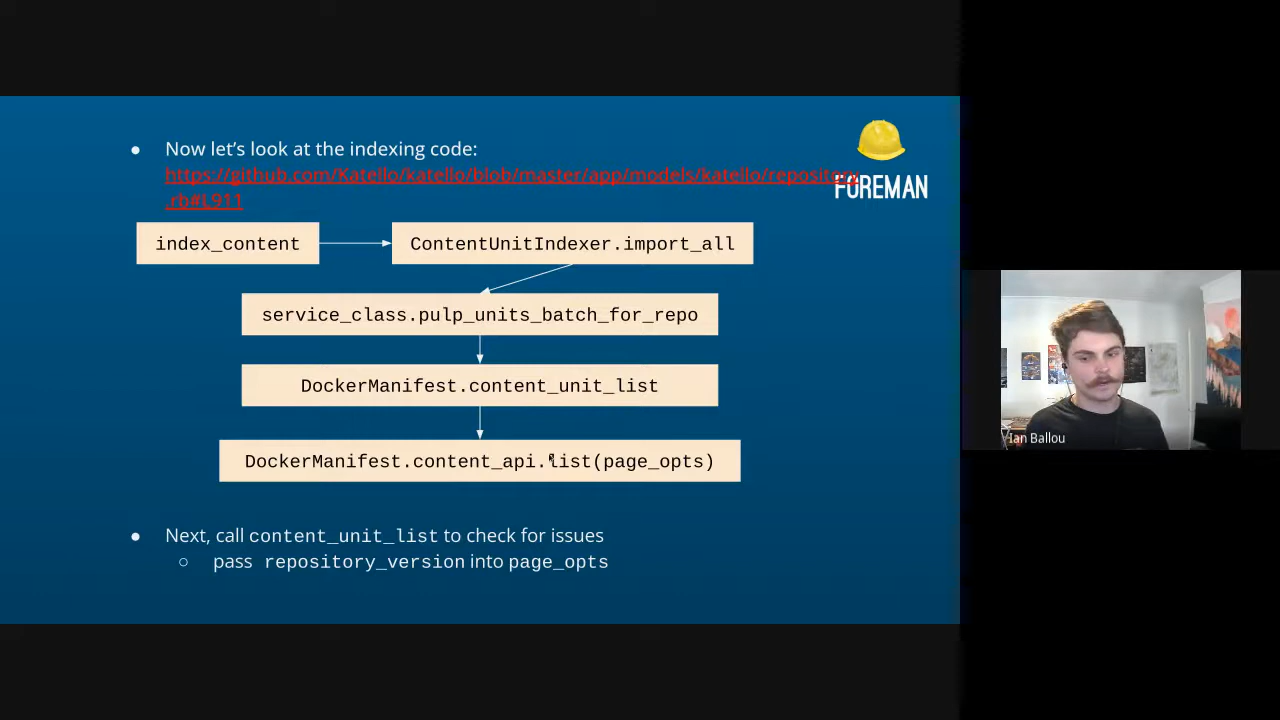 Now let's look at the indexing code:
https://github.com/Katello/katello/blob/master/app/models/katello/repository
.rb#L911
FOREMAN
index_content
ContentUnitIndexer.import_all
service_class.pulp_units_batch_for_repo
DockerManifest.content_unit_list
DockerManifest.content_api.list(page_opts)
Ian Ballou
Next, call content_unit_list to check for issues
pass repository_version into page_opts